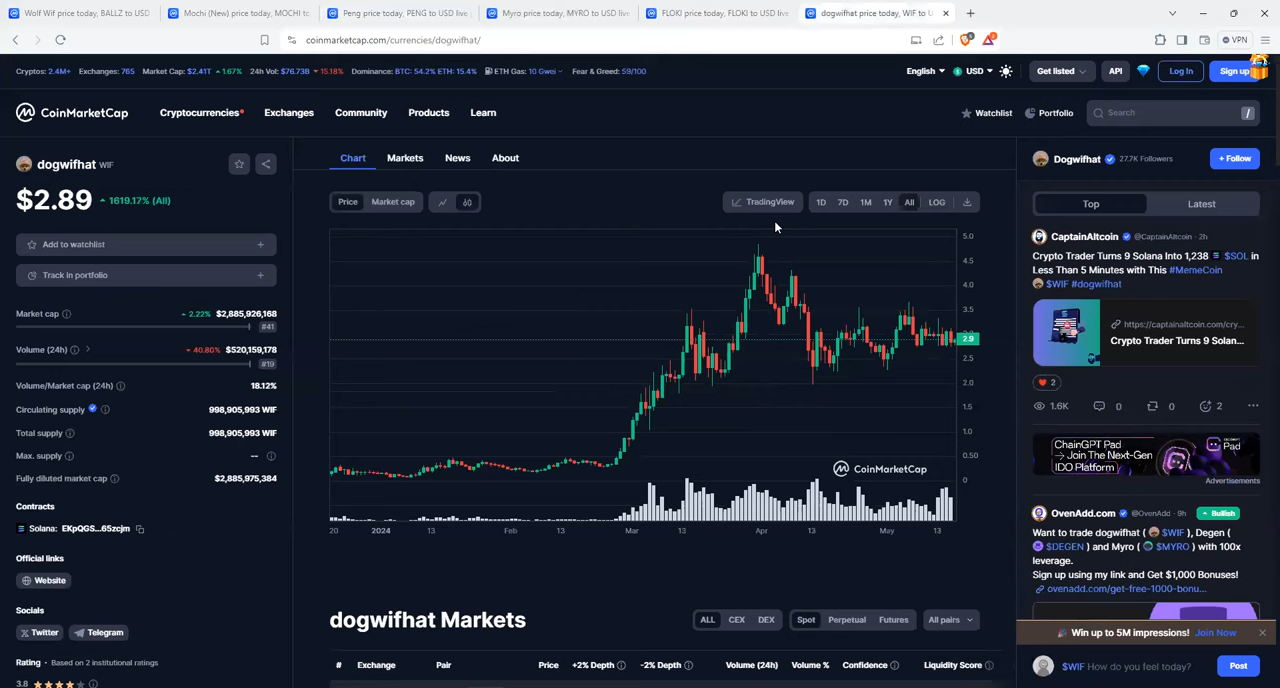 Wolf Wif price today, BALLZ to USD
Mochi (New) price today, MOCHI to
Peng price today, PENG to USD live
Myro price today, MYRO to USD live
FLOKI price today, FLOKI to USD live
dogwifhat price today, WIF to U
coinmarketcap.com/currencies/dogwifhat/
VPN
Cryptos: 2.4M+ Exchanges: 765 Market Cap: $2.41T 1.67% 24h Vol: $76.73B 15.18% Dominance: BTC: 54.2% ETH: 15.4% ETH Gas: 10 Gwei Fear & Greed: 59/100
English USD Get listed API Log In Sign up
CoinMarketCap Cryptocurrencies Exchanges Community Products Learn
Watchlist Portfolio Search /
dogwifhat WIF
$2.89 1619.17% (All)
Add to watchlist +
Track in portfolio +
Market cap 2.22% $2,885,926,168
#41
Volume (24h) 40.80% $520,159,178
#19
Volume/Market cap (24h) 18.12%
Circulating supply 998,905,993 WIF
Total supply 998,905,993 WIF
Max. supply --
Fully diluted market cap $2,885,975,384
Contracts
Solana: EKpQGS...65zcjm
Official links
Website
Socials
Twitter Telegram
Rating · Based on 2 institutional ratings
3.8
Chart Markets News About
Price Market cap
TradingView 1D 7D 1M 1Y All LOG
5.0
4.5
4.0
3.5
2.9
2.5
2.0
1.5
1.0
0.50
0
CoinMarketCap
20 2024 13 Feb 13 Mar 13 Apr 13 May 13
dogwifhat Markets
ALL CEX DEX Spot Perpetual Futures All pairs
# Exchange Pair Price +2% Depth -2% Depth Volume (24h) Volume % Confidence Liquidity Score
Dogwifhat 27.7K Followers + Follow
Top Latest
CaptainAltcoin @CaptainAltcoin · 2h
Crypto Trader Turns 9 Solana Into 1,238 $SOL in
Less Than 5 Minutes with This #MemeCoin
$WIF #dogwifhat
https://captainaltcoin.com/cry...
Crypto Trader Turns 9 Solan...
2
1.6K 0 0 2
ChainGPT Pad
→ Join The Next-Gen
IDO Platform
Pad
Advertisements
OvenAdd.com @OvenAdd · 9h Bullish
Want to trade dogwifhat ( $WIF), Degen
( $DEGEN ) and Myro ( $MYRO ) with 100x
leverage.
Sign up using my link and Get $1,000 Bonuses!
ovenadd.com/get-free-1000-bonu...
Win up to 5M impressions! Join Now
$WIF How do you feel today? Post